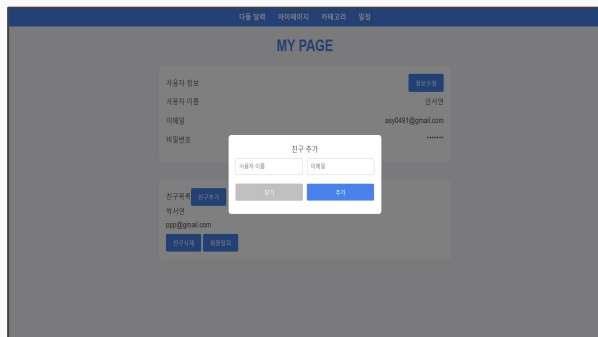 다들 달력 마이페이지 카테고리 일정
MY PAGE
사용자 정보 정보수정
사용자 이름 안서연
이메일 asy0491@gmail.com
비밀번호 *******
친구 추가
사용자 이름 이메일
닫기 추가
친구목록 친구추가
박서연
ppp@gmail.com
친구삭제 회원탈퇴